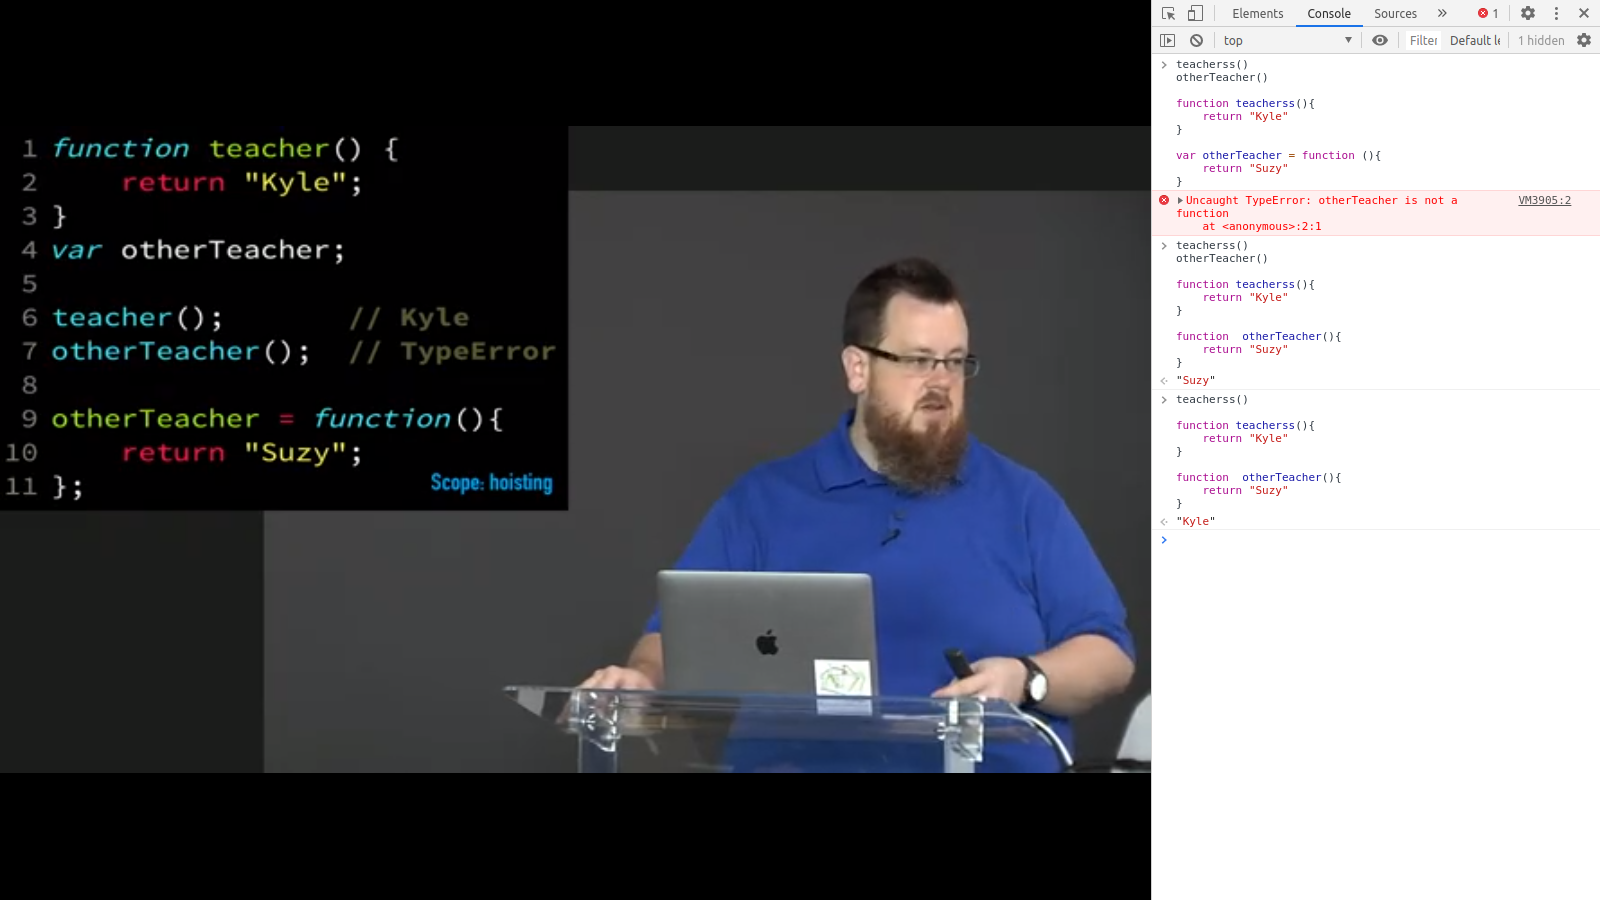 1 function teacher() {
2 return "Kyle";
3 }
4 var otherTeacher;
5
6 teacher(); // Kyle
7 otherTeacher(); // TypeError
8
9 otherTeacher = function(){
10 return "Suzy";
11 };
Scope: hoisting
Elements Console Sources » 1
top Filter Default le 1 hidden
teacherss()
otherTeacher()
function teacherss(){
return "Kyle"
}
var otherTeacher = function (){
return "Suzy"
}
Uncaught TypeError: otherTeacher is not a VM3905:2
function
at <anonymous>:2:1
teacherss()
otherTeacher()
function teacherss(){
return "Kyle"
}
function otherTeacher(){
return "Suzy"
}
"Suzy"
teacherss()
function teacherss(){
return "Kyle"
}
function otherTeacher(){
return "Suzy"
}
"Kyle"